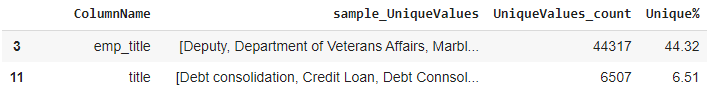 ColumnName sample_UniqueValues UniqueValues_count Unique%
3 emp_title [Deputy, Department of Veterans Affairs, Marbl... 44317 44.32
11 title [Debt consolidation, Credit Loan, Debt Connsol... 6507 6.51